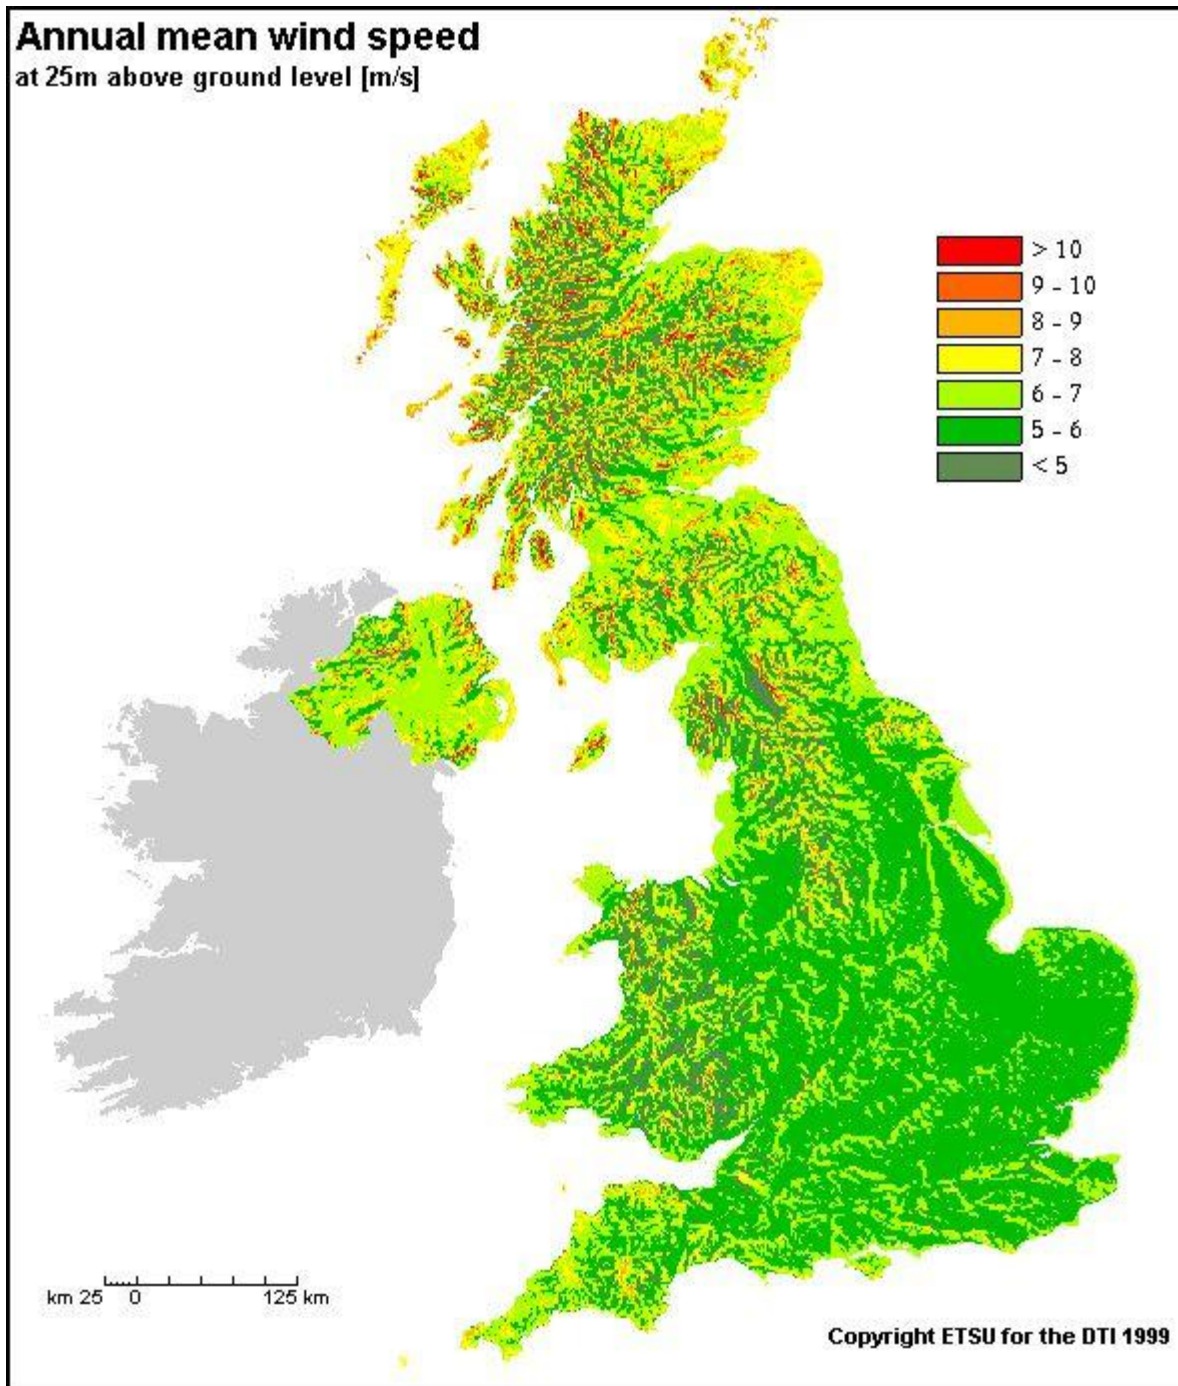 Annual mean wind speed
at 25m above ground level [m/s]
> 10
9 - 10
8 - 9
7 - 8
6 - 7
5 - 6
< 5
km 25 0 125 km
Copyright ETSU for the DTI 1999